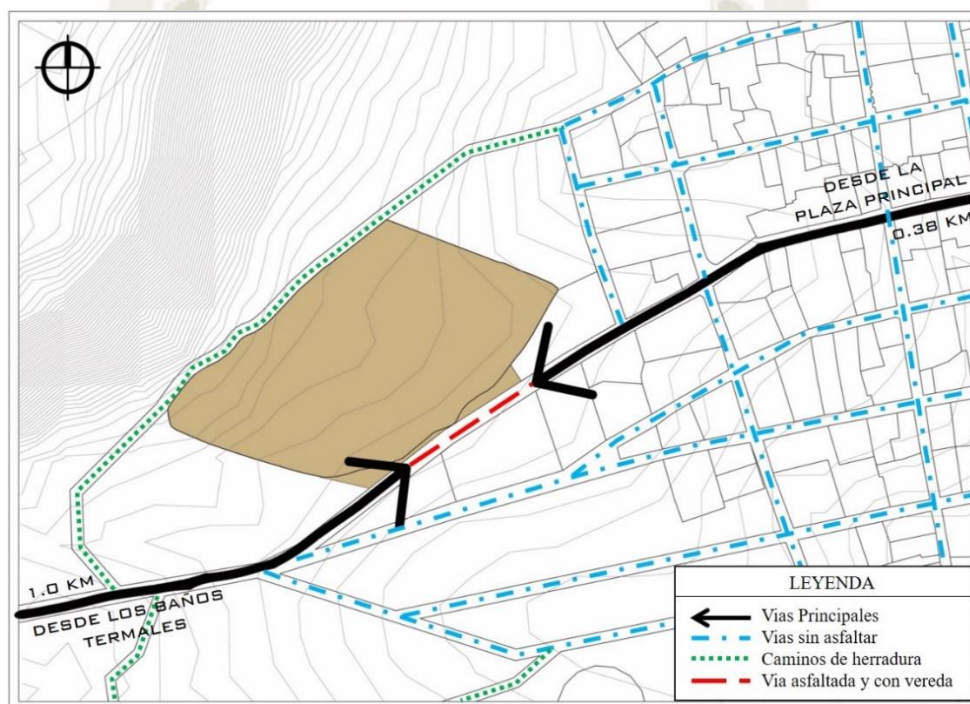 DESDE LA
PLAZA PRINCIPAL
0.38 KM
1.0 KM
DESDE LOS BAÑOS
TERMALES
LEYENDA
Vias Principales
Vias sin asfaltar
Caminos de herradura
Via asfaltada y con vereda